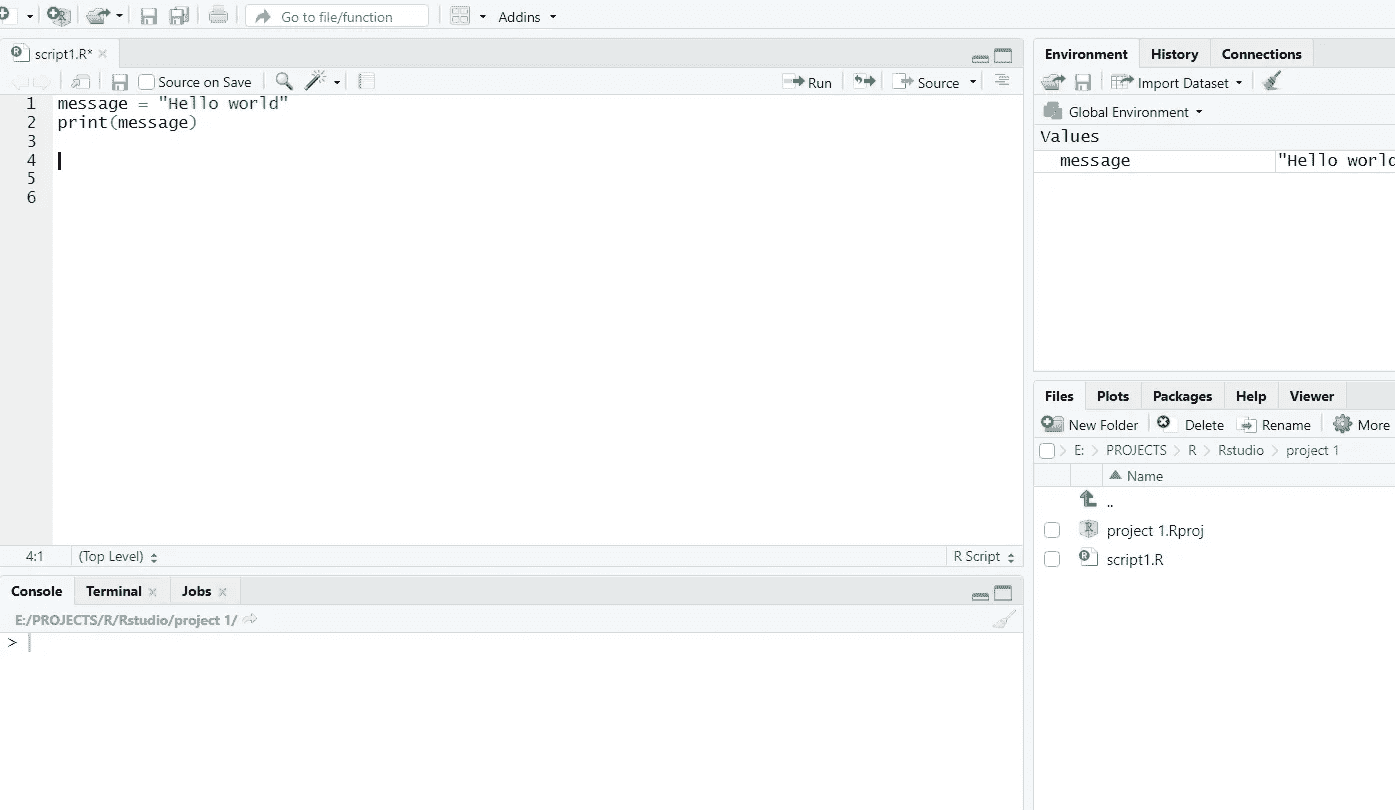 Go to file/function Addins
script1.R*
Source on Save Run Source
1 message = "Hello world"
2 print(message)
3
4
5
6
4:1 (Top Level) R Script
Console Terminal Jobs
E:/PROJECTS/R/Rstudio/project 1/
>
Environment History Connections
Import Dataset
Global Environment
Values
message "Hello world
Files Plots Packages Help Viewer
New Folder Delete Rename More
E: PROJECTS R Rstudio project 1
Name
..
project 1.Rproj
script1.R